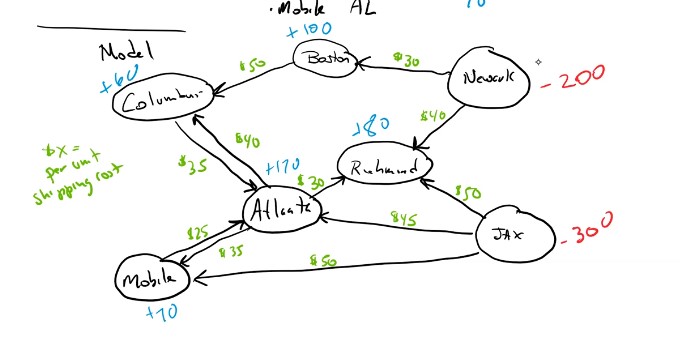 · Mobile AL
70
Model
+100
Boston
$50
$30
Newark
-200
+60
Columbus
$40
+80
$x =
per unit
shipping cost
$35
$40
+170
$30
Richmond
$50
Atlanta
$45
JAX
-300
$25
$35
$50
Mobile
+70